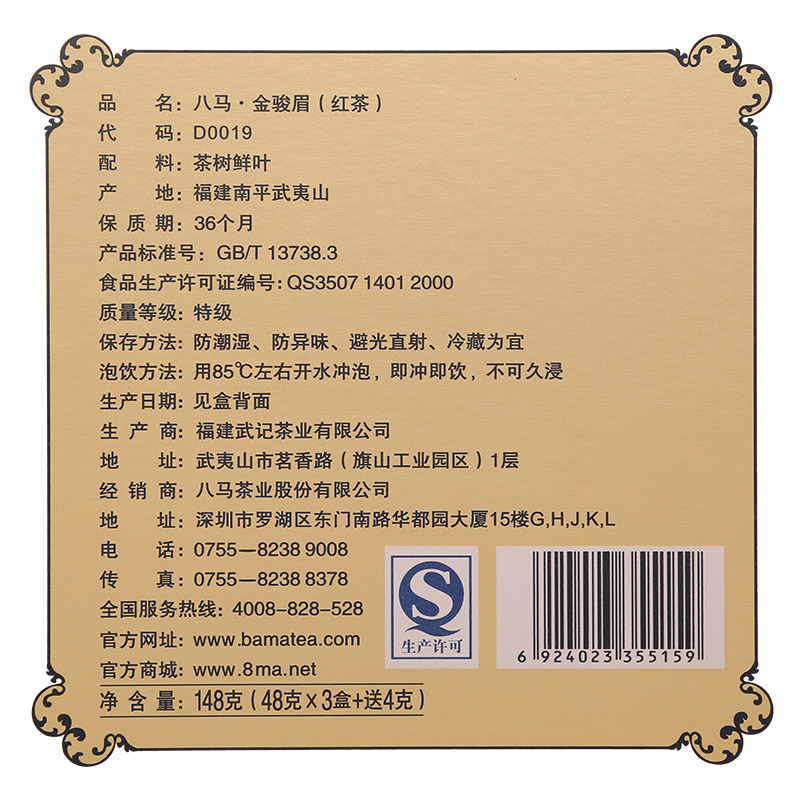 品名：八马·金骏眉（红茶）
代码：D0019
配料：茶树鲜叶
产地：福建南平武夷山
保质期：36个月
产品标准号：GB/T 13738.3
食品生产许可证编号:QS3507 1401 2000
质量等级：特级
保存方法：防潮湿、防异味、避光直射、冷藏为宜
泡饮方法：用85℃左右开水冲泡，即冲即饮，不可久浸
生产日期：见盒背面
生产商：福建武记茶业有限公司
地址：武夷山市茗香路（旗山工业园区）1层
经销商：八马茶业股份有限公司
地址：深圳市罗湖区东门南路华都园大厦15楼G,H,J,K,L
电话：0755—8238 9008
传真：0755—8238 8378
全国服务热线：4008-828-528
官方网址：www.bamatea.com
官方商城：www.8ma.net
净含量：148克（48克×3盒+送4克）
生产许可
6 924023 355159